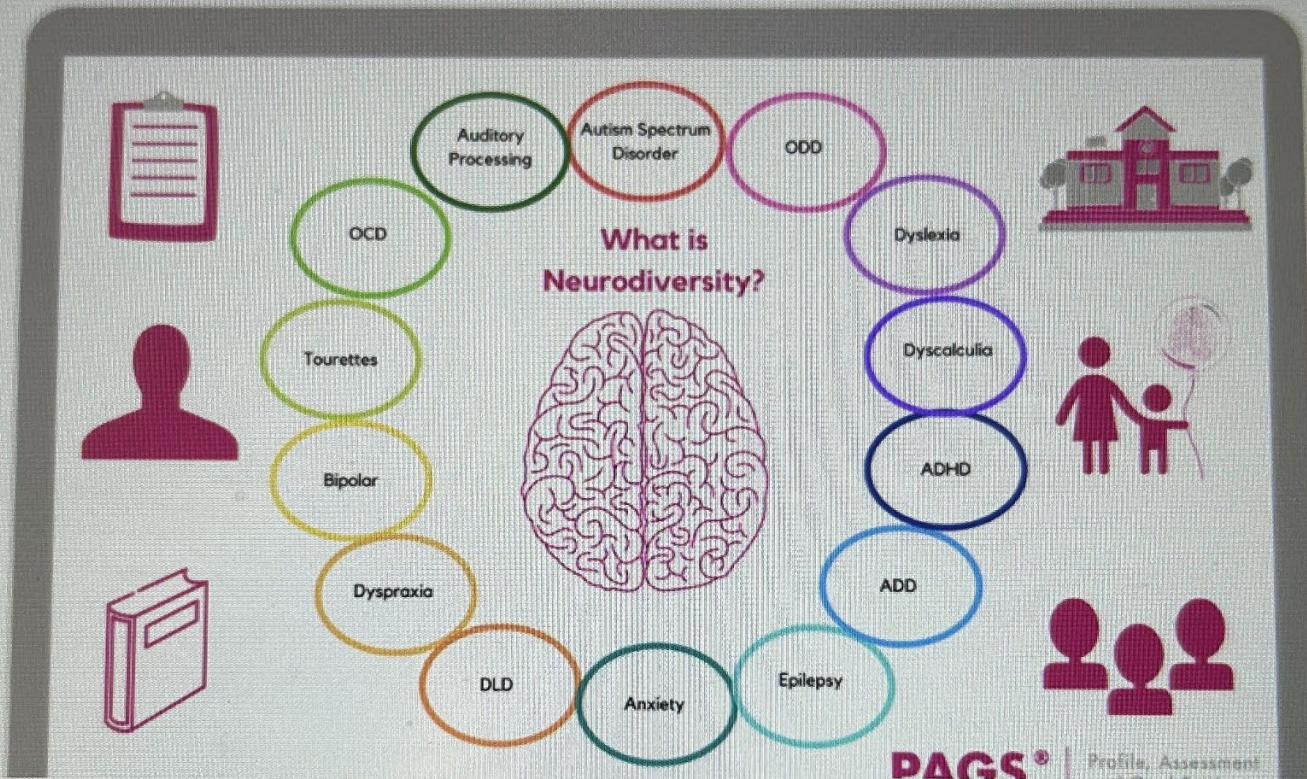 Auditory
Processing
Autism Spectrum
Disorder
ODD
OCD
Dyslexia
What is
Neurodiversity?
Tourettes
Dyscalculia
Bipolar
ADHD
Dyspraxia
ADD
DLD
Anxiety
Epilepsy
PAGS® | Profile, Assessment